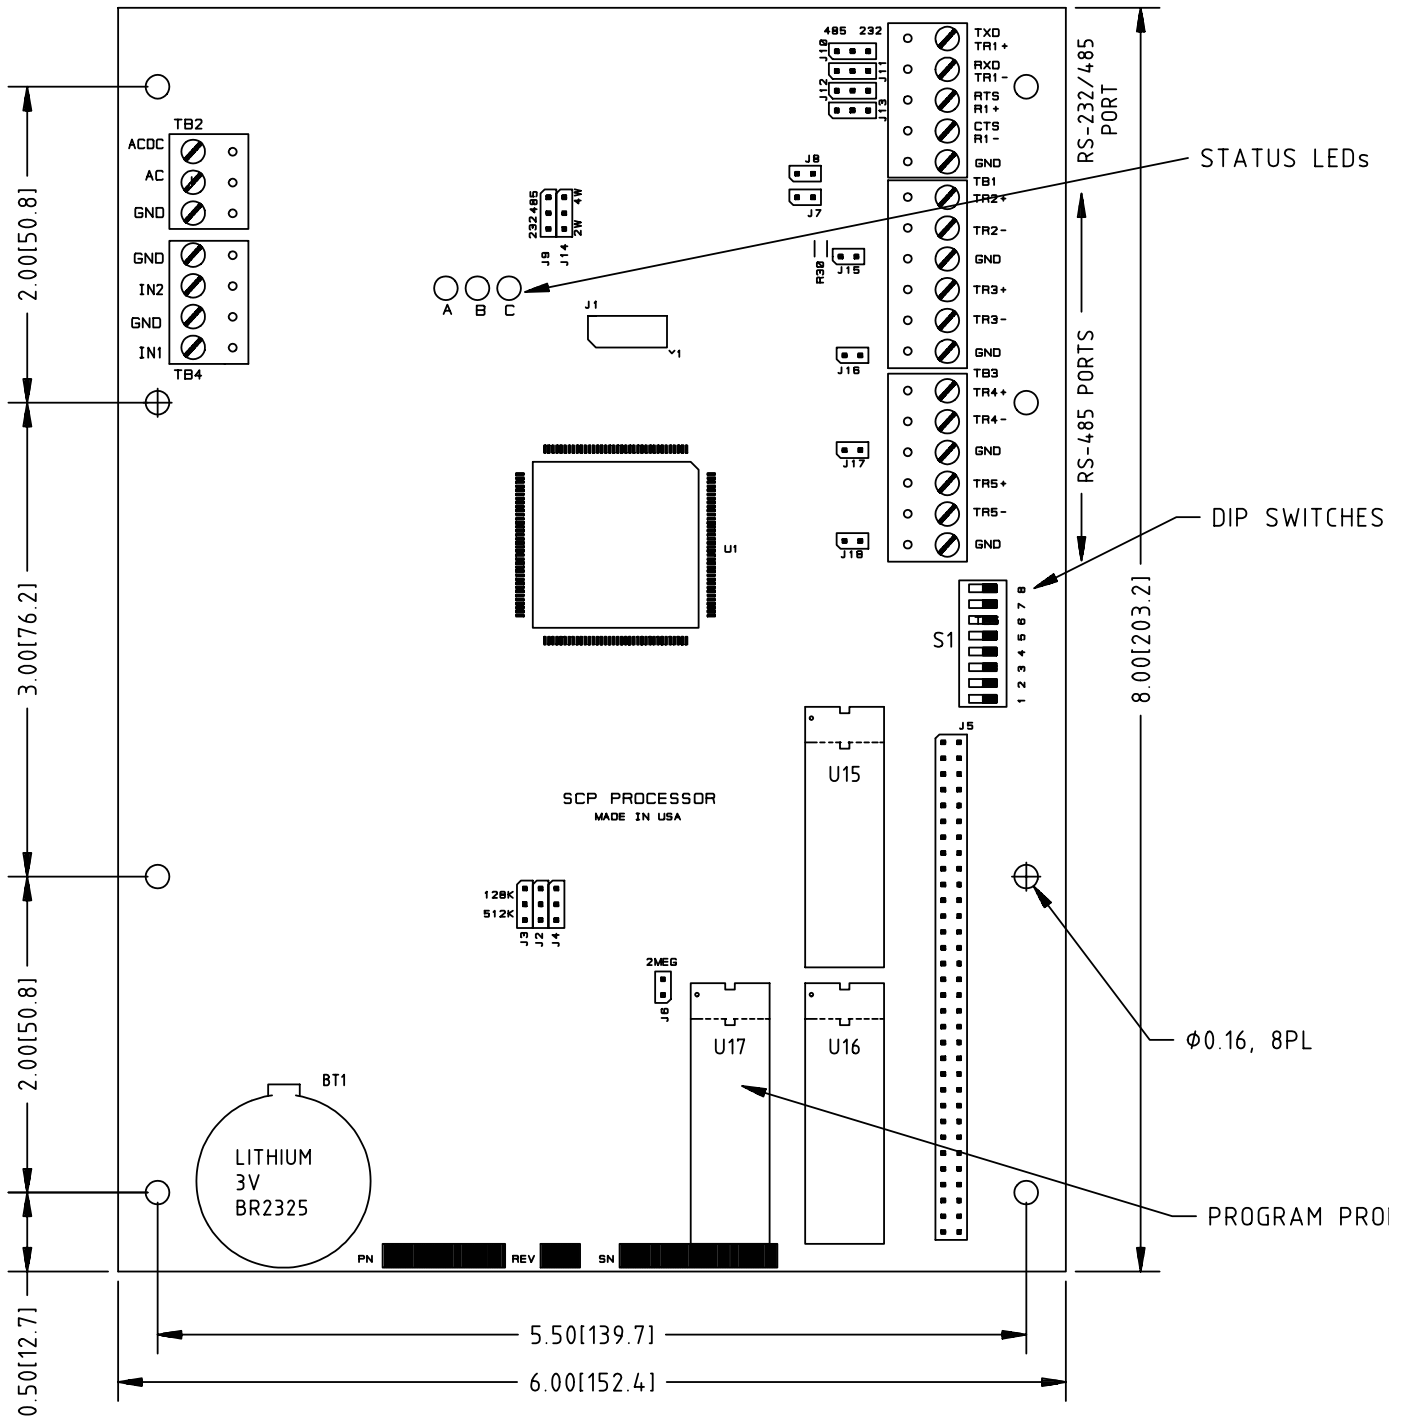 485 232
J10
J11
J12
J13
TXD
TR1+
RXD
TR1-
RTS
R1+
CTS
R1-
GND
TB1
TR2+
TR2-
GND
TR3+
TR3-
GND
TB3
TR4+
TR4-
GND
TR5+
TR5-
GND
RS-232/485
PORT
RS-485 PORTS
STATUS LEDs
DIP SWITCHES
TB2
ACDC
AC
GND
GND
IN2
GND
IN1
TB4
232 485
4W
2W
J9
J14
J8
J7
R30
J15
J16
J17
J18
A B C
J1
U1
S1
1 2 3 4 5 6 7 8
J5
U15
SCP PROCESSOR
MADE IN USA
128K
512K
J3
J2
J4
2MEG
J6
U17
U16
BT1
LITHIUM
3V
BR2325
PN
REV
SN
Φ0.16, 8PL
PROGRAM
2.00[50.8]
3.00[76.2]
2.00[50.8]
0.50[12.7]
8.00[203.2]
5.50[139.7]
6.00[152.4]